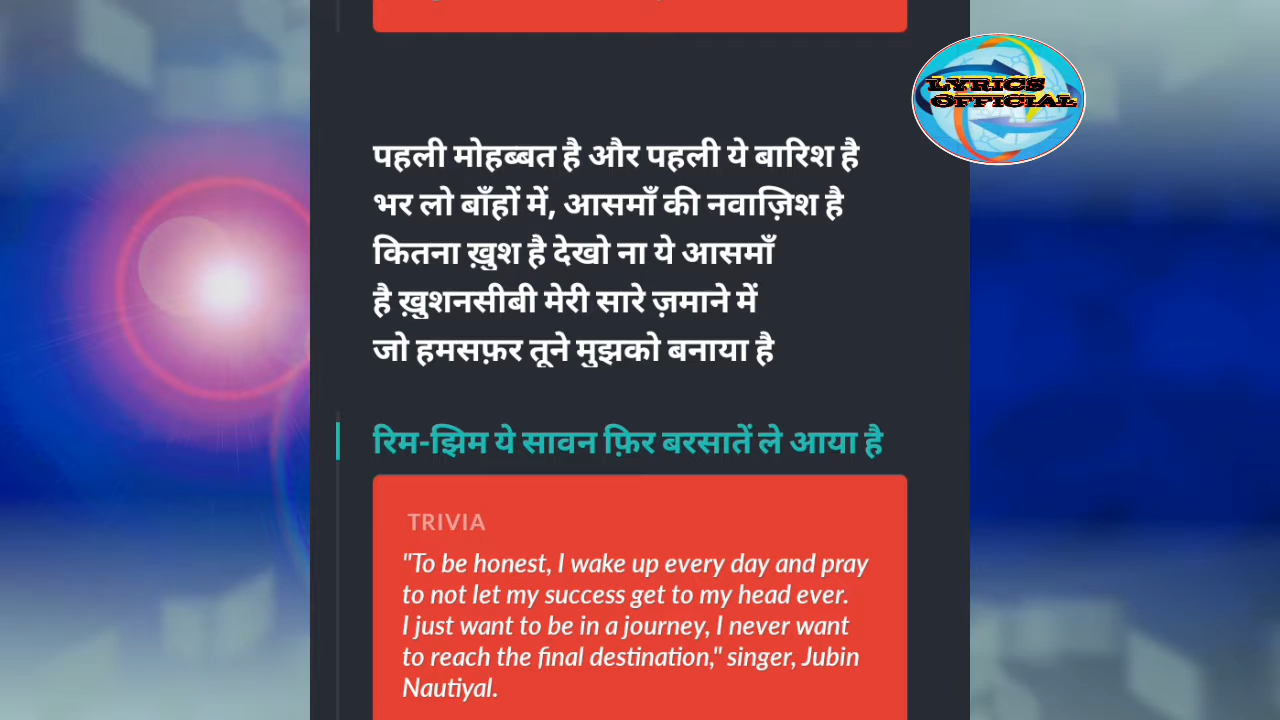 LYRICS
OFFICIAL
पहली मोहब्बत है और पहली ये बारिश है
भर लो बाँहों में, आसमाँ की नवाज़िश है
कितना ख़ुश है देखो ना ये आसमाँ
है ख़ुशनसीबी मेरी सारे ज़माने में
जो हमसफ़र तूने मुझको बनाया है
रिम-झिम ये सावन फ़िर बरसातें ले आया है
TRIVIA
"To be honest, I wake up every day and pray
to not let my success get to my head ever.
I just want to be in a journey, I never want
to reach the final destination," singer, Jubin
Nautiyal.